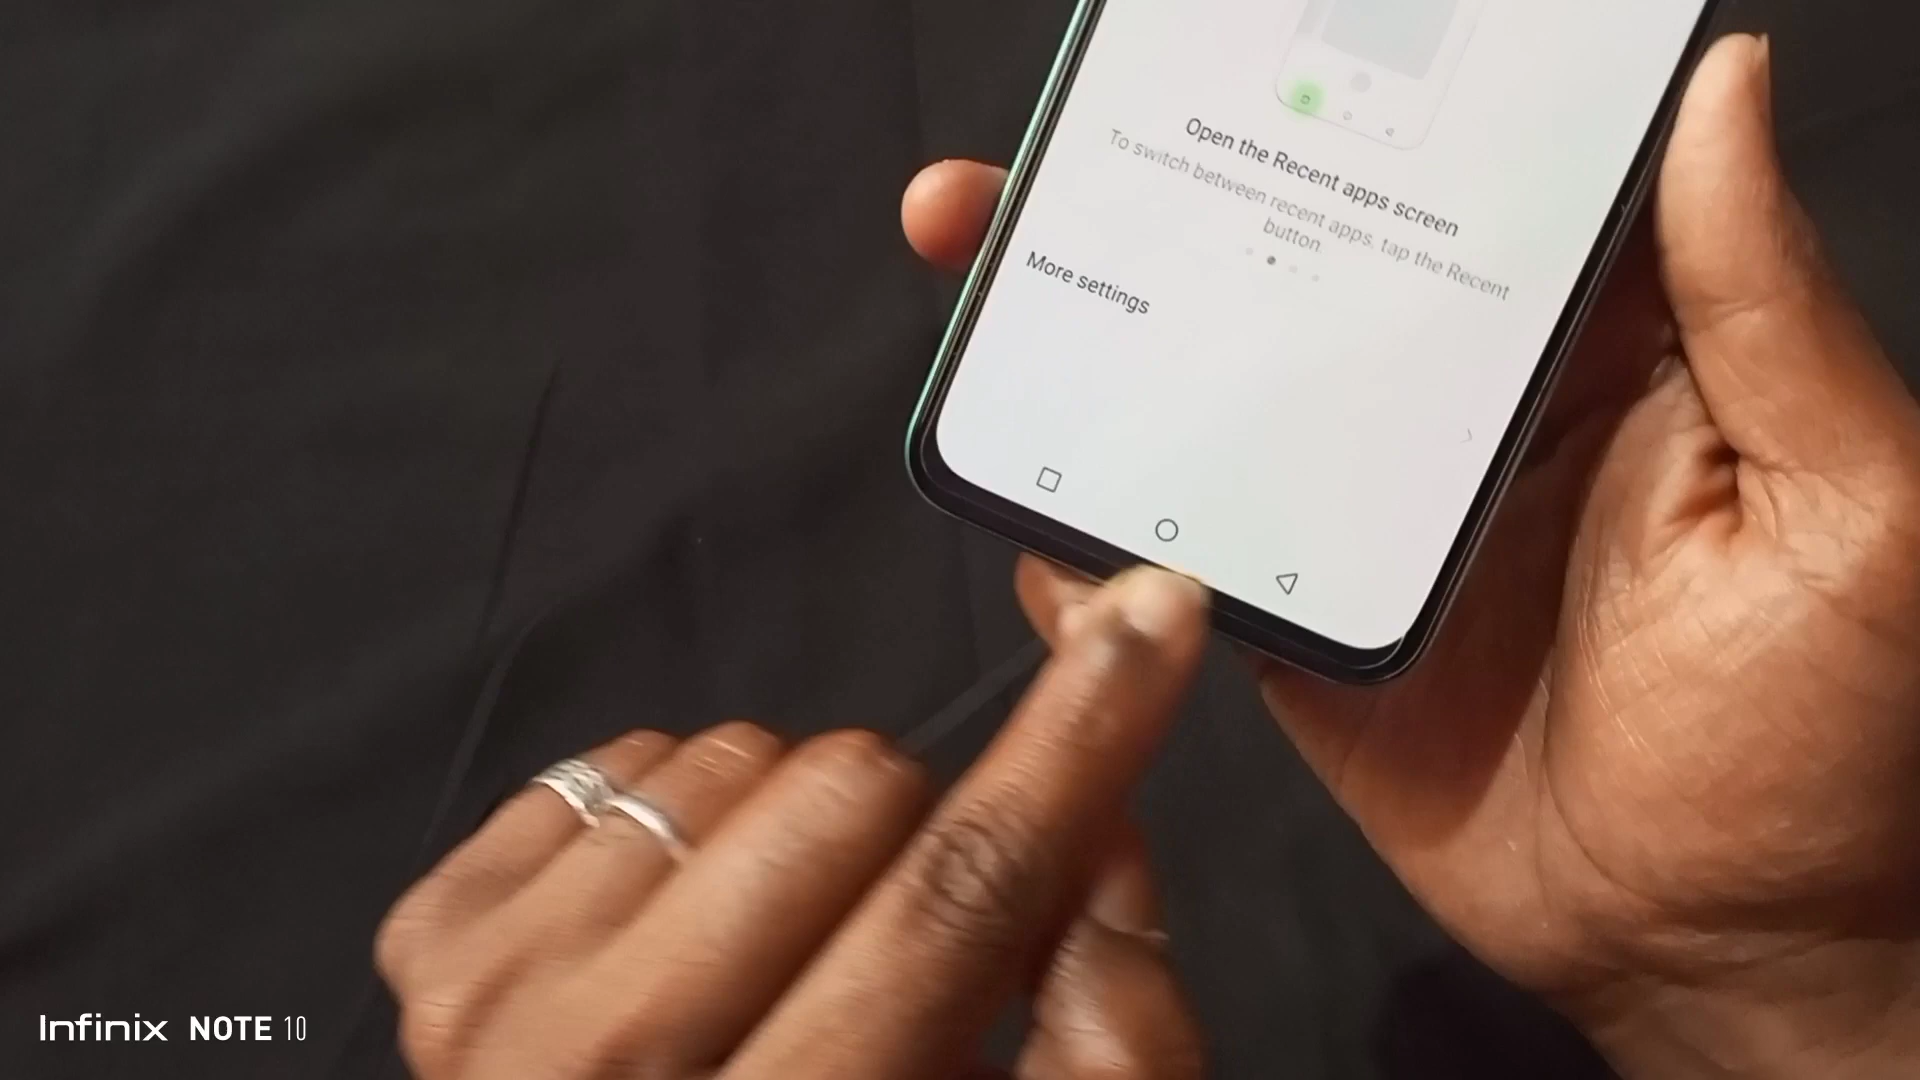 Open the Recent apps screen
To switch between recent apps, tap the Recent
button.
More settings
Infinix NOTE 10